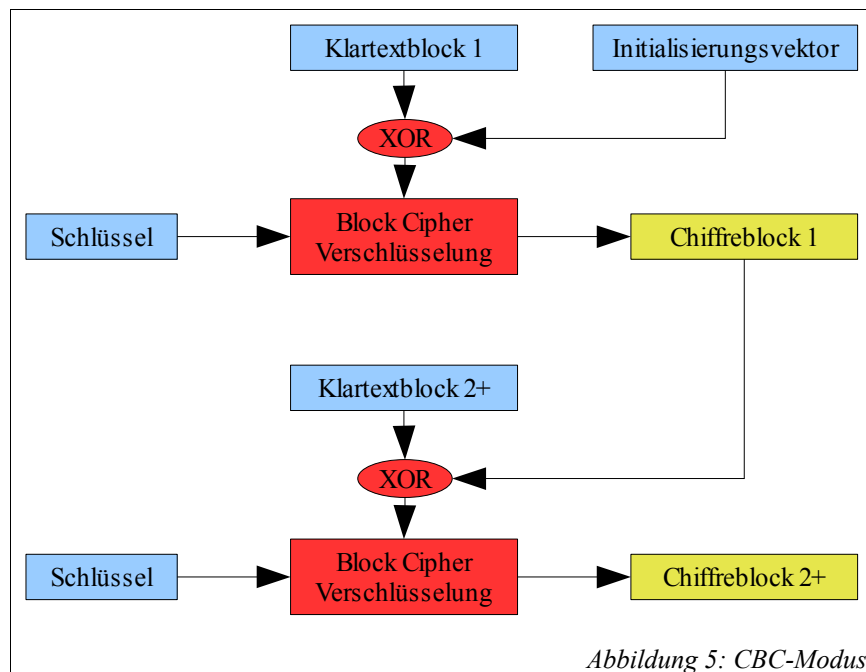 Klartextblock 1
Initialisierungsvektor
XOR
Schlüssel
Block Cipher
Verschlüsselung
Chiffreblock 1
Klartextblock 2+
XOR
Schlüssel
Block Cipher
Verschlüsselung
Chiffreblock 2+
Abbildung 5: CBC-Modus